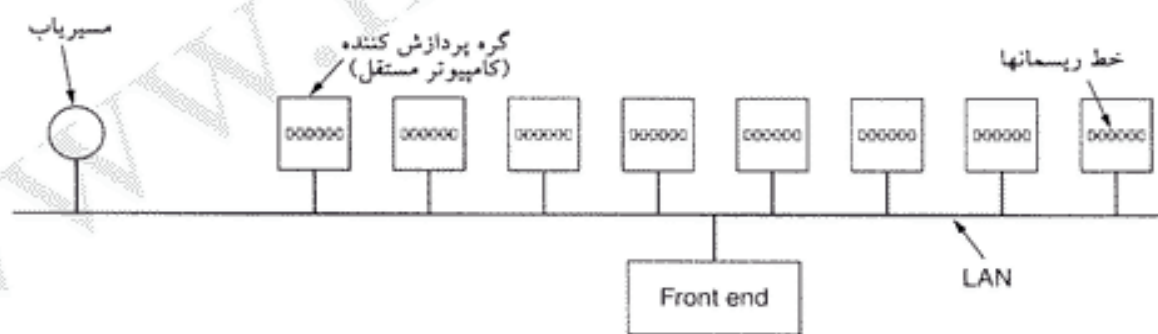 مسیریاب
گره پردازش کننده
(کامپیوتر مستقل)
خط ریسمانها
LAN
Front end